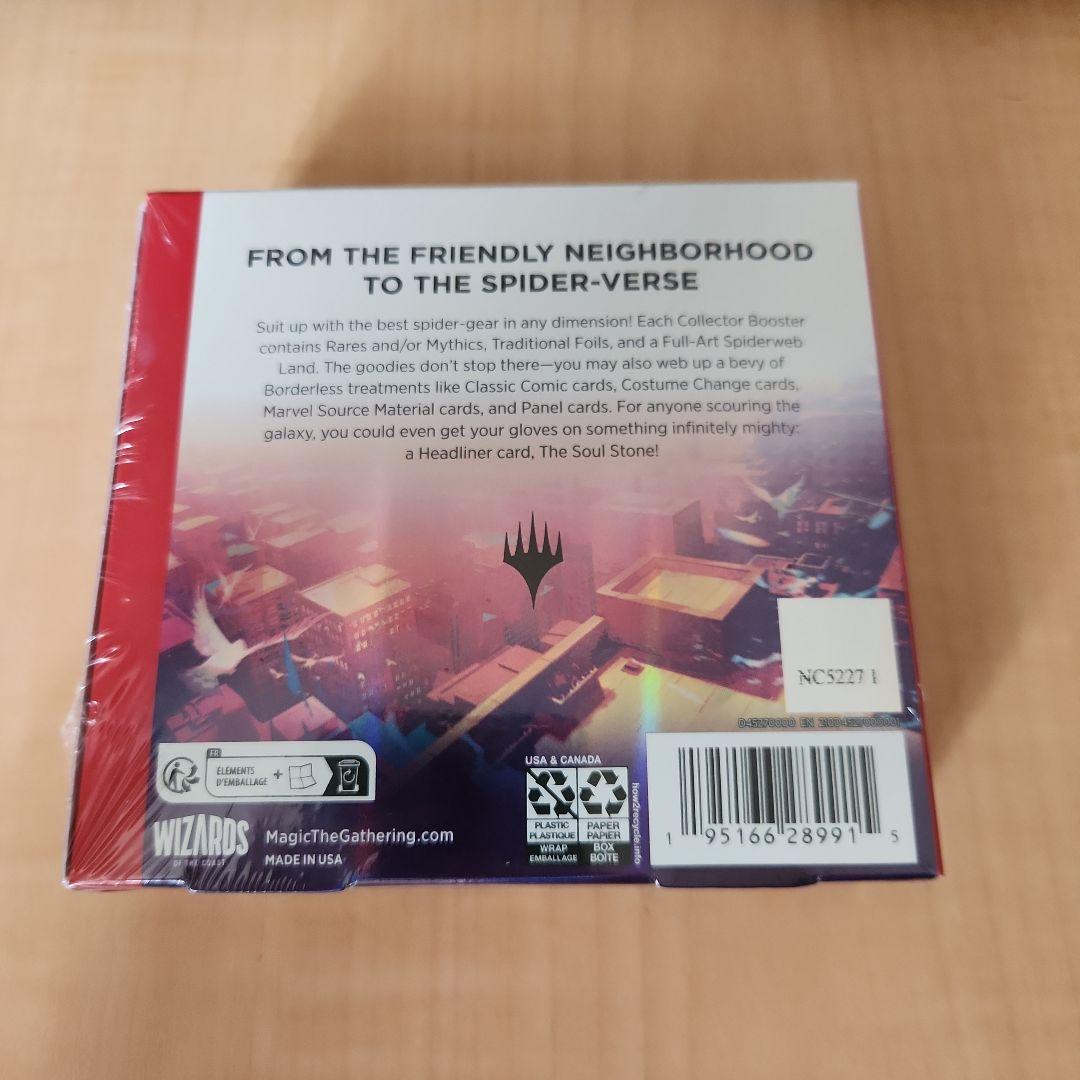 FROM THE FRIENDLY NEIGHBORHOOD
TO THE SPIDER-VERSE
Suit up with the best spider-gear in any dimension! Each Collector Booster
contains Rares and/or Mythics, Traditional Foils, and a Full-Art Spiderweb
Land. The goodies don't stop there—you may also web up a bevy of
Borderless treatments like Classic Comic cards, Costume Change cards,
Marvel Source Material cards, and Panel cards. For anyone scouring the
galaxy, you could even get your gloves on something infinitely mighty:
a Headliner card, The Soul Stone!
NC5227 1
D45270000 EN
FR
ÉLÉMENTS
D'EMBALLAGE
+
WIZARDS
OF THE COAST
MagicTheGathering.com
MADE IN USA
USA & CANADA
PLASTIC
PLASTIQUE
WRAP
EMBALLAGE
PAPER
PAPIER
BOX
BOÎTE
how2recycle.info
1 95166 28991 5